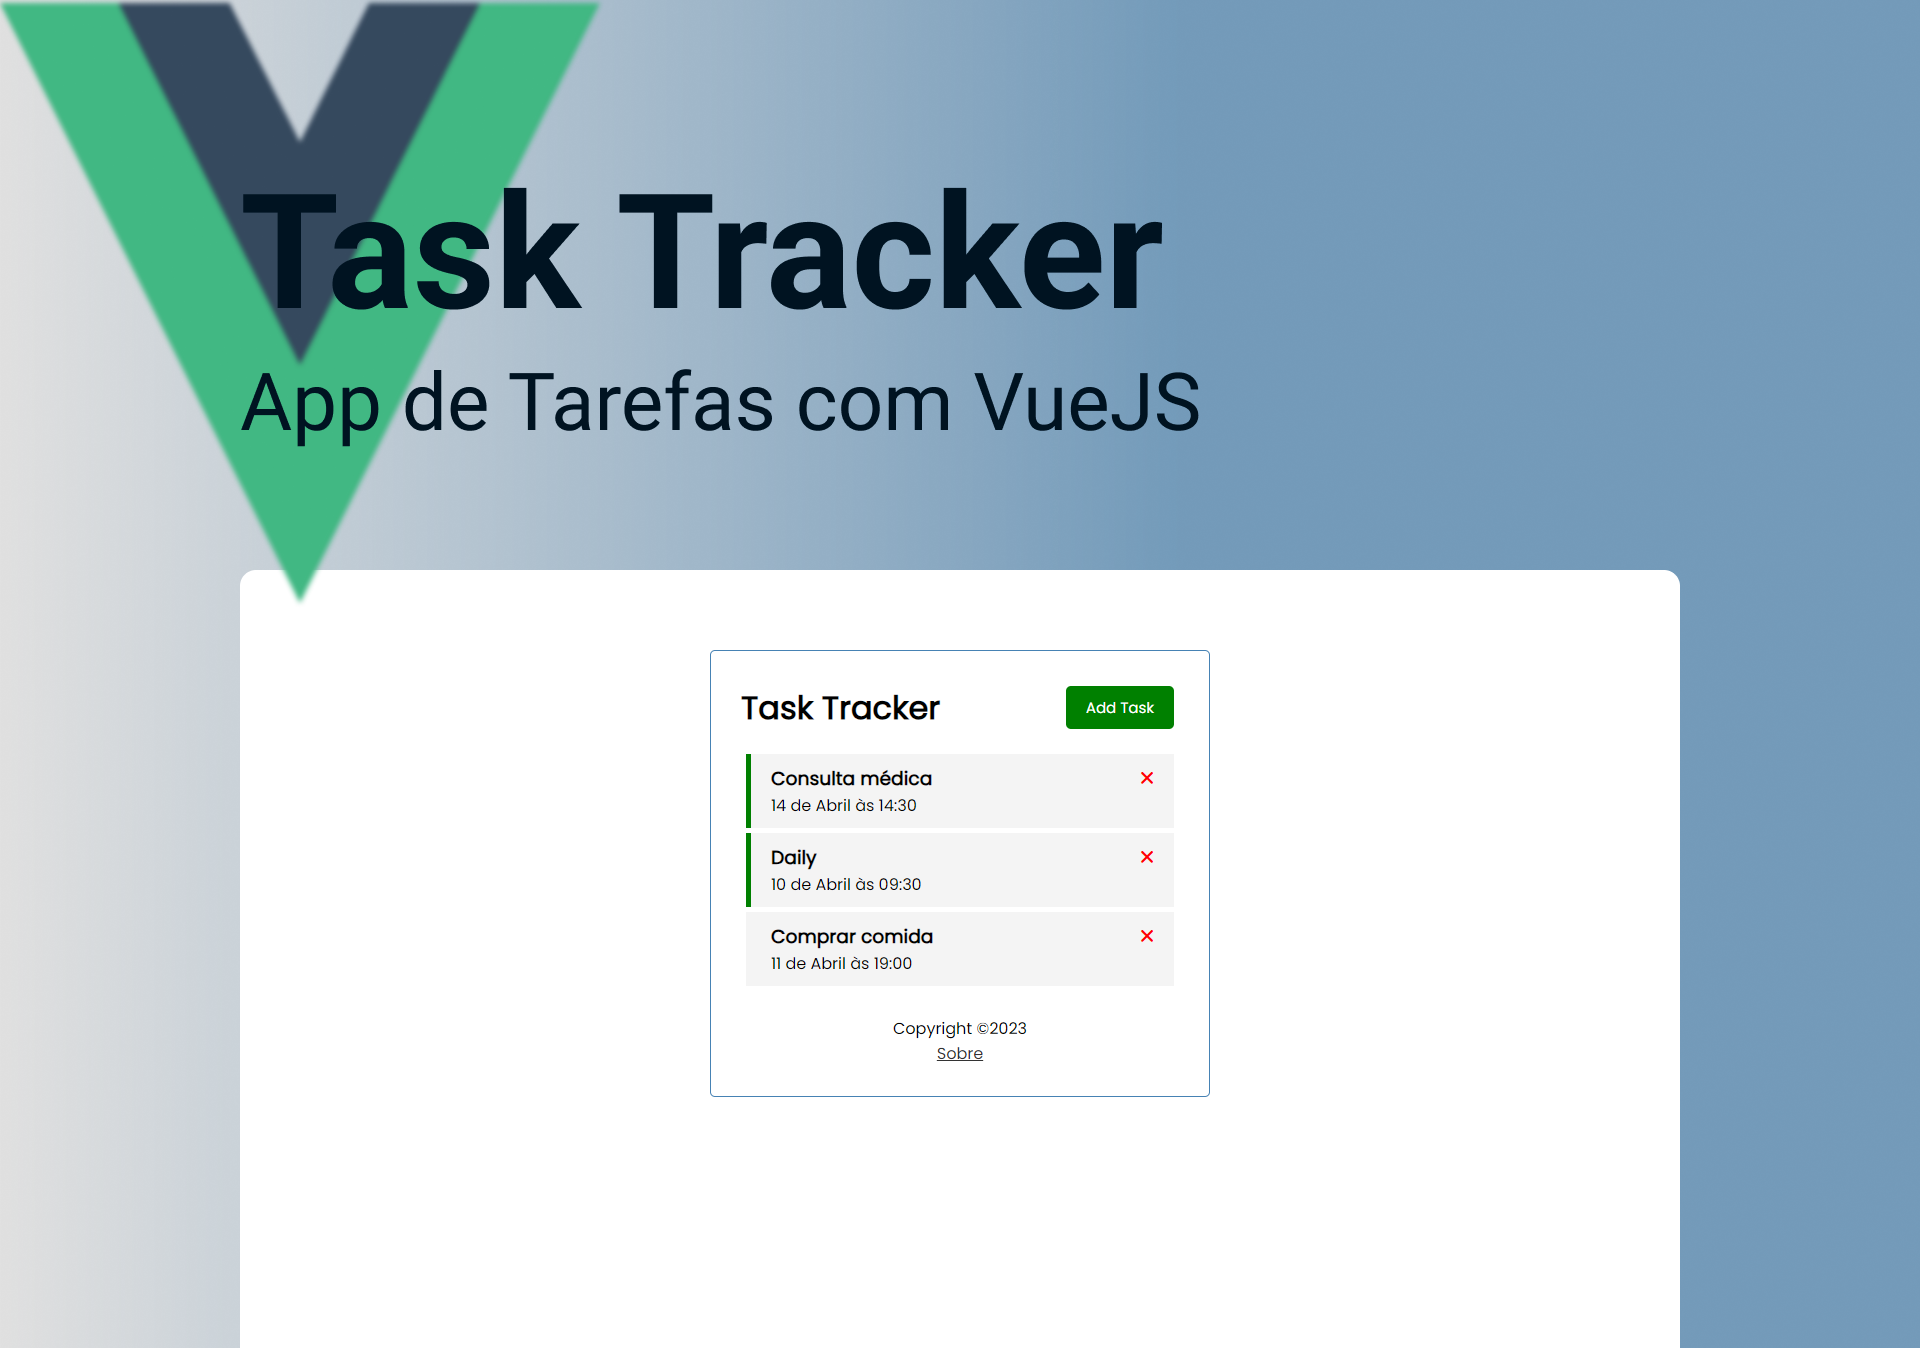 Task Tracker
App de Tarefas com VueJS
Task Tracker
Add Task
Consulta médica
14 de Abril às 14:30
Daily
10 de Abril às 09:30
Comprar comida
11 de Abril às 19:00
Copyright ©2023
Sobre